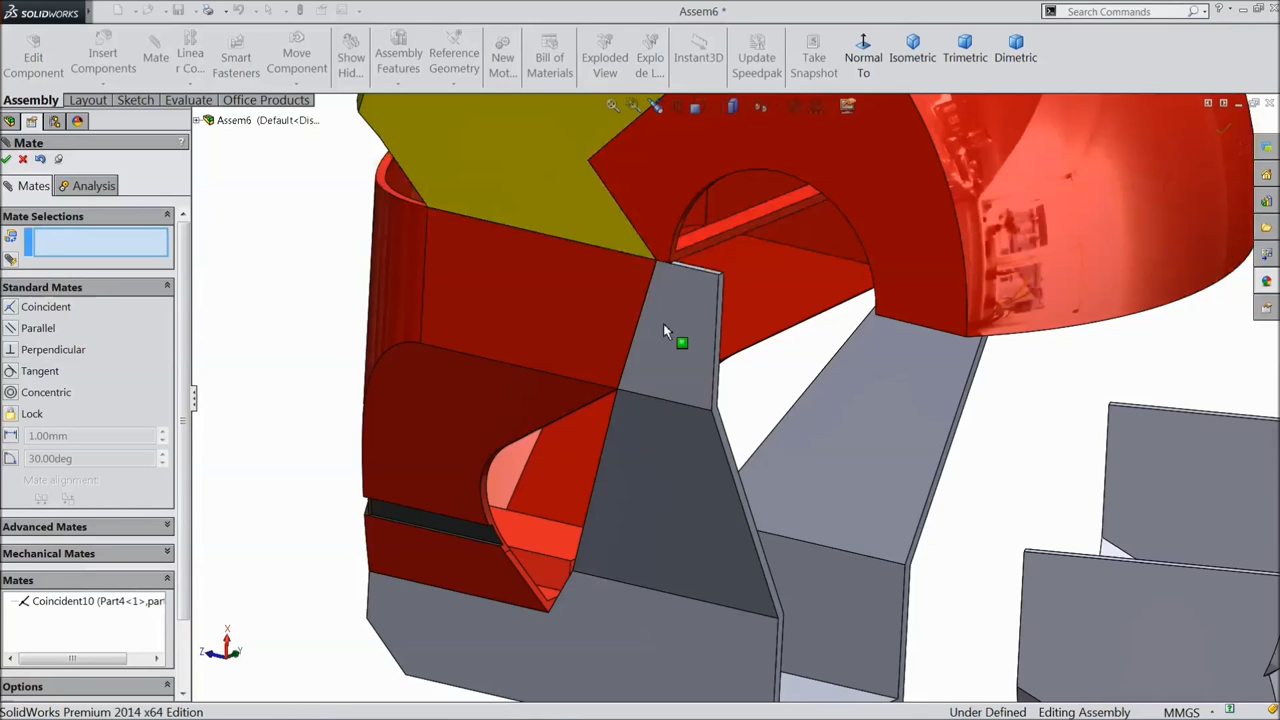 SOLIDWORKS
Assem6 *
Search Commands
Edit Component
Insert Components
Mate
Linea r Co...
Smart Fasteners
Move Component
Show Hid...
Assembly Features
Reference Geometry
New Mot...
Bill of Materials
Exploded View
Explo de L...
Instant3D
Update Speedpak
Take Snapshot
Normal To
Isometric
Trimetric
Dimetric
Assembly
Layout
Sketch
Evaluate
Office Products
Assem6 (Default<Dis...
Mate
?
Mates
Analysis
Mate Selections
Standard Mates
Coincident
Parallel
Perpendicular
Tangent
Concentric
Lock
1.00mm
30.00deg
Mate alignment:
Advanced Mates
Mechanical Mates
Mates
Coincident10 (Part4<1>,par
Options
X
Z
Y
SolidWorks Premium 2014 x64 Edition
Under Defined
Editing Assembly
MMGS